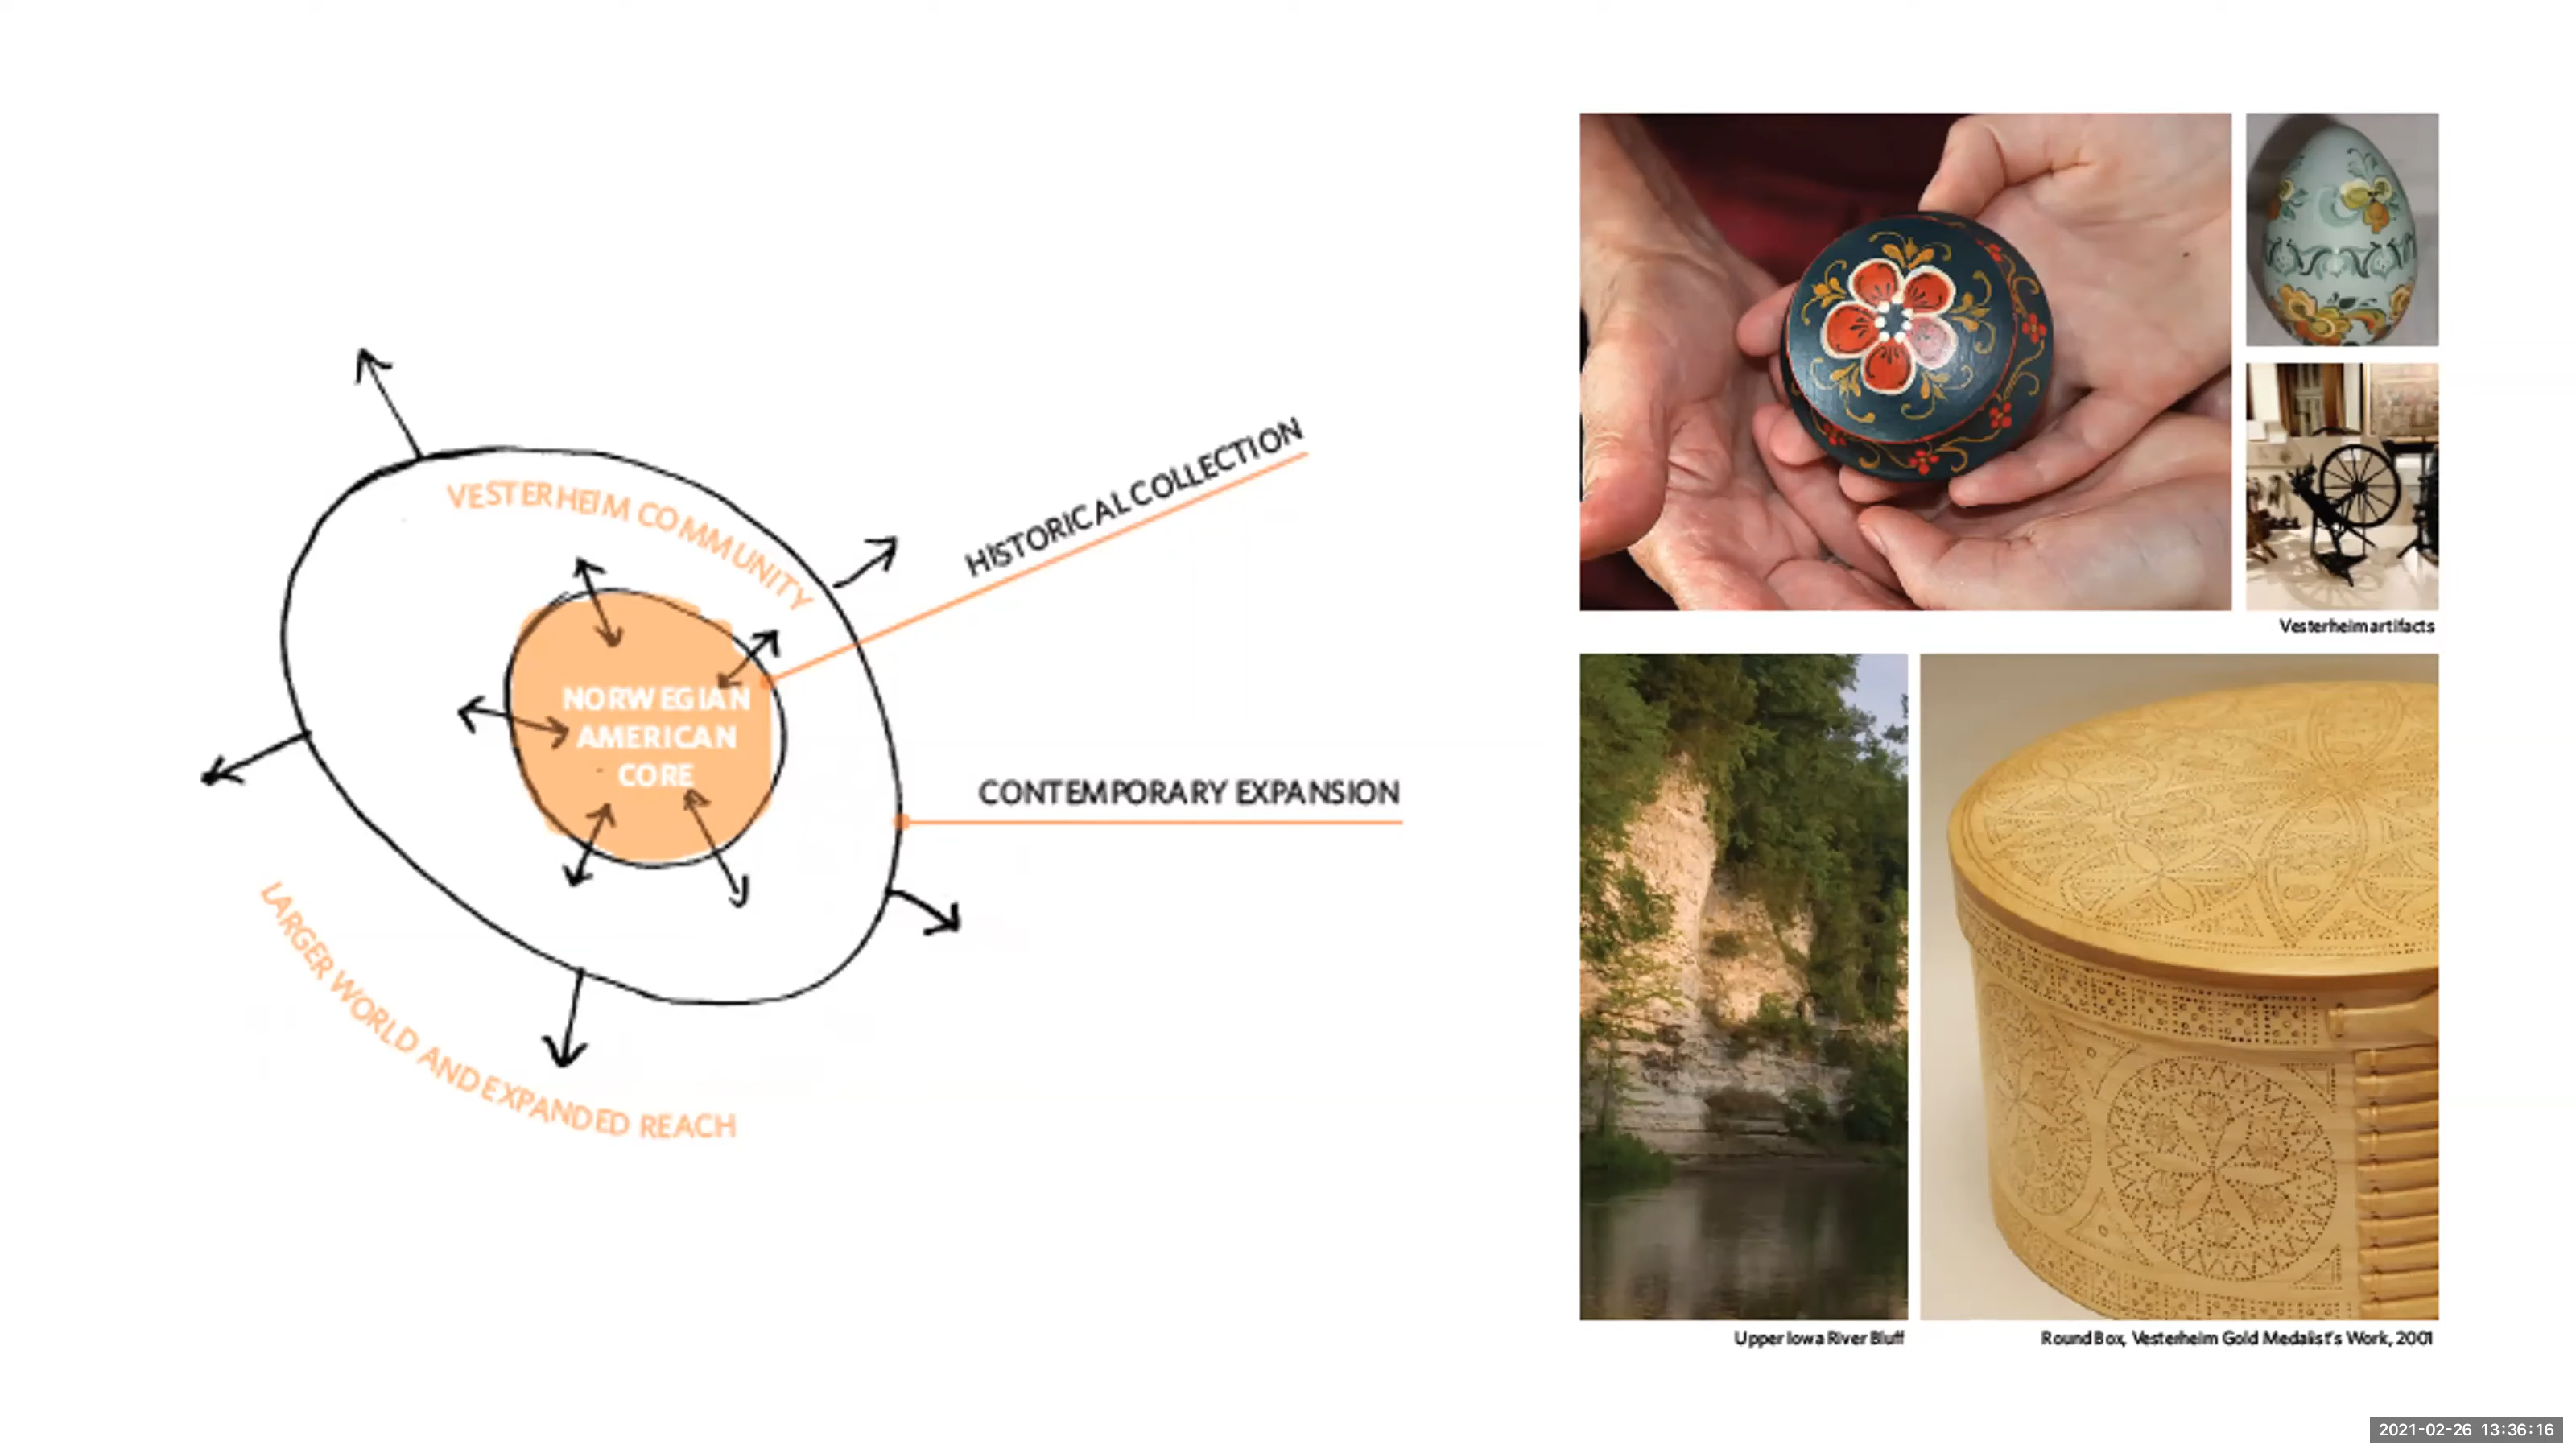 VESTERHEIM COMMUNITY
HISTORICAL COLLECTION
NORWEGIAN
AMERICAN
CORE
CONTEMPORARY EXPANSION
LARGER WORLD AND EXPANDED REACH
Vesterheim artifacts
Upper Iowa River Bluff
Round Box, Vesterheim Gold Medalist's Work, 2001
2021-02-26 13:36:16